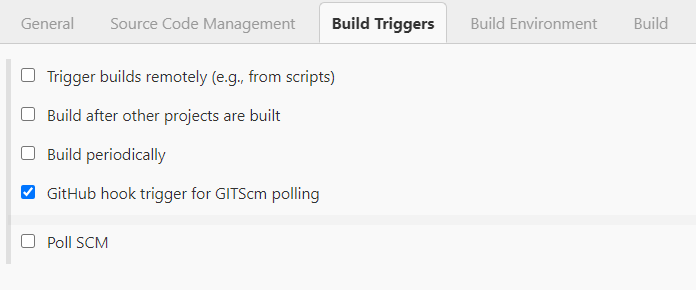 General Source Code Management Build Triggers Build Environment Build
Trigger builds remotely (e.g., from scripts)
Build after other projects are built
Build periodically
GitHub hook trigger for GITScm polling
Poll SCM